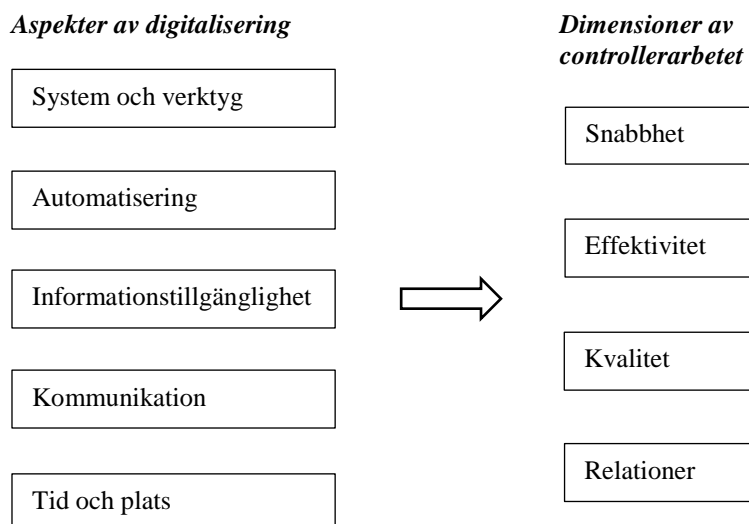 Aspekter av digitalisering
System och verktyg
Automatisering
Informationstillgänglighet
Kommunikation
Tid och plats
Dimensioner av
controllerarbetet
Snabbhet
Effektivitet
Kvalitet
Relationer